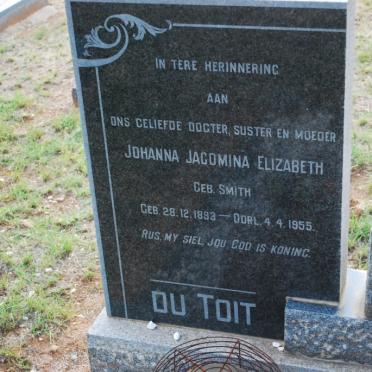 IN TERE HERINNERING
AAN
ONS GELIEFDE DOGTER, SUSTER EN MOEDER
JOHANNA JACOMINA ELIZABETH
GEB. SMITH
GEB. 28.12.1893 — OORL. 4.4.1955.
RUS, MY SIEL, JOU GOD IS KONING.
DU TOIT